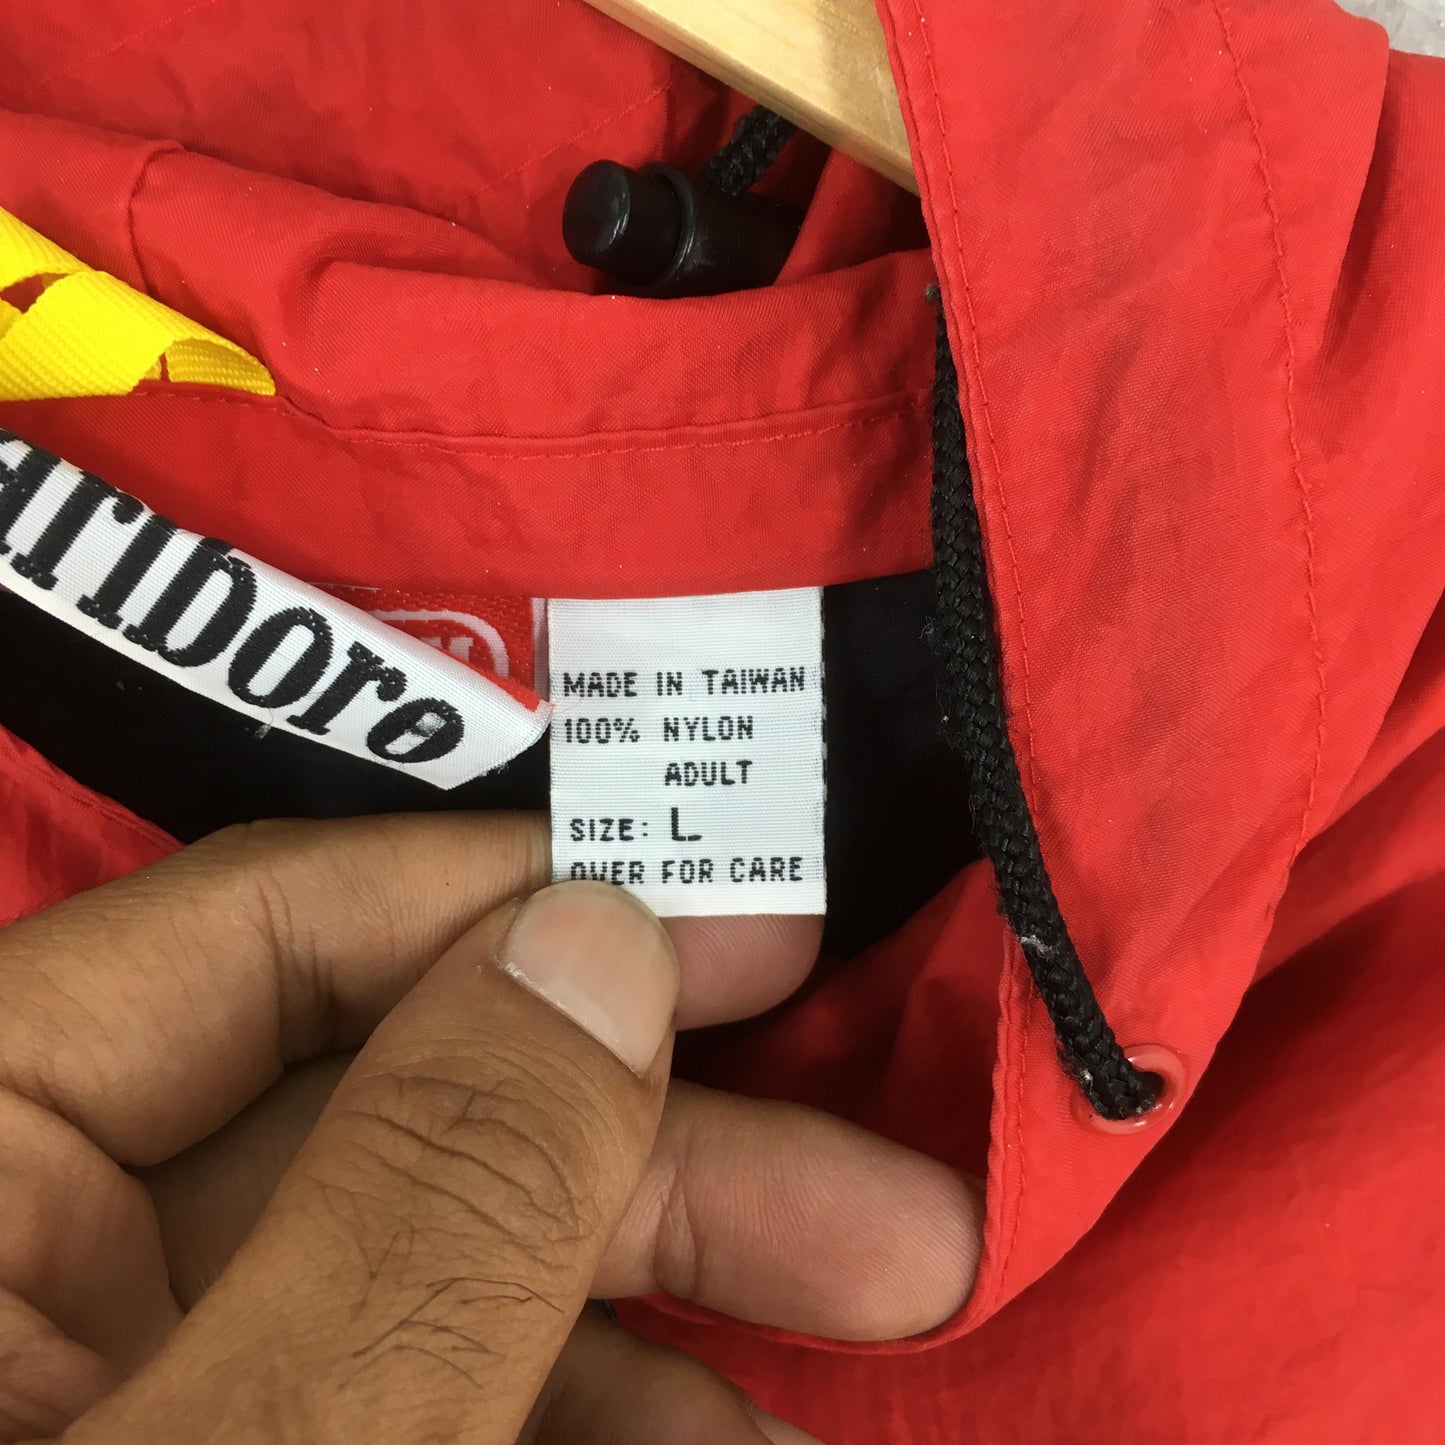 arlboro
MADE IN TAIWAN
100% NYLON
ADULT
SIZE: L
OVER FOR CARE